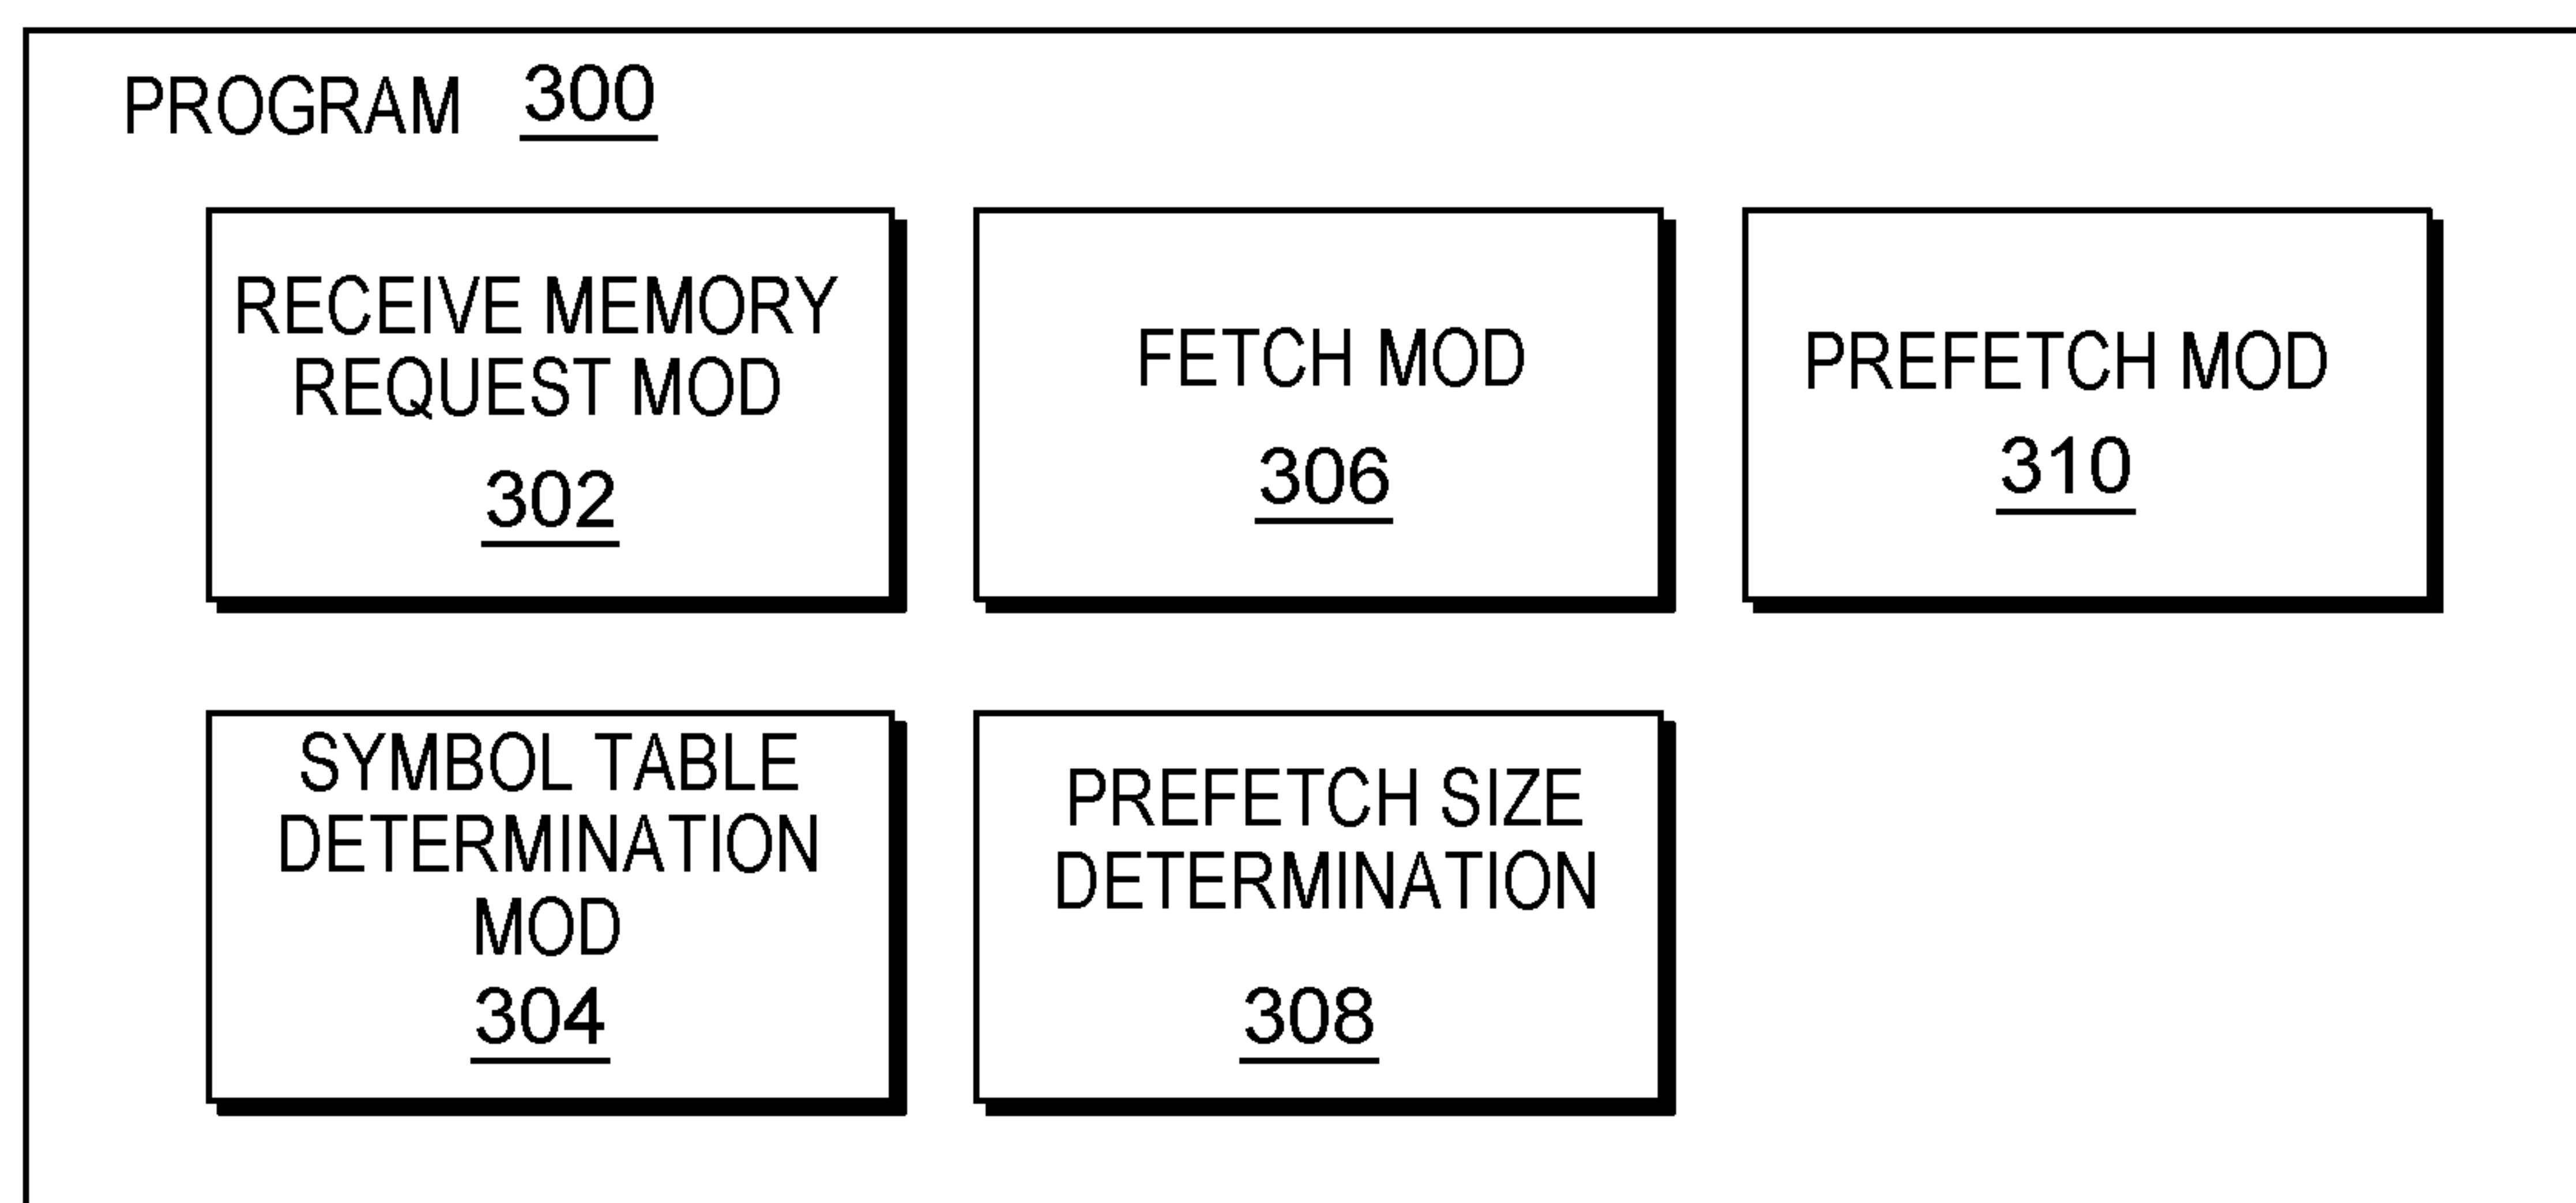 PROGRAM 300
RECEIVE MEMORY
REQUEST MOD
302
FETCH MOD
306
PREFETCH MOD
310
SYMBOL TABLE
DETERMINATION
MOD
304
PREFETCH SIZE
DETERMINATION
308